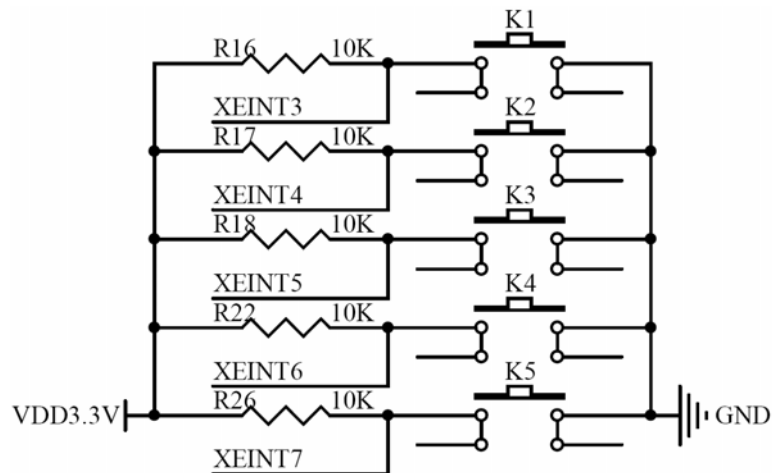 K1
R16 10K
XEINT3
K2
R17 10K
XEINT4
K3
R18 10K
XEINT5
K4
R22 10K
XEINT6
K5
R26 10K
VDD3.3V
GND
XEINT7